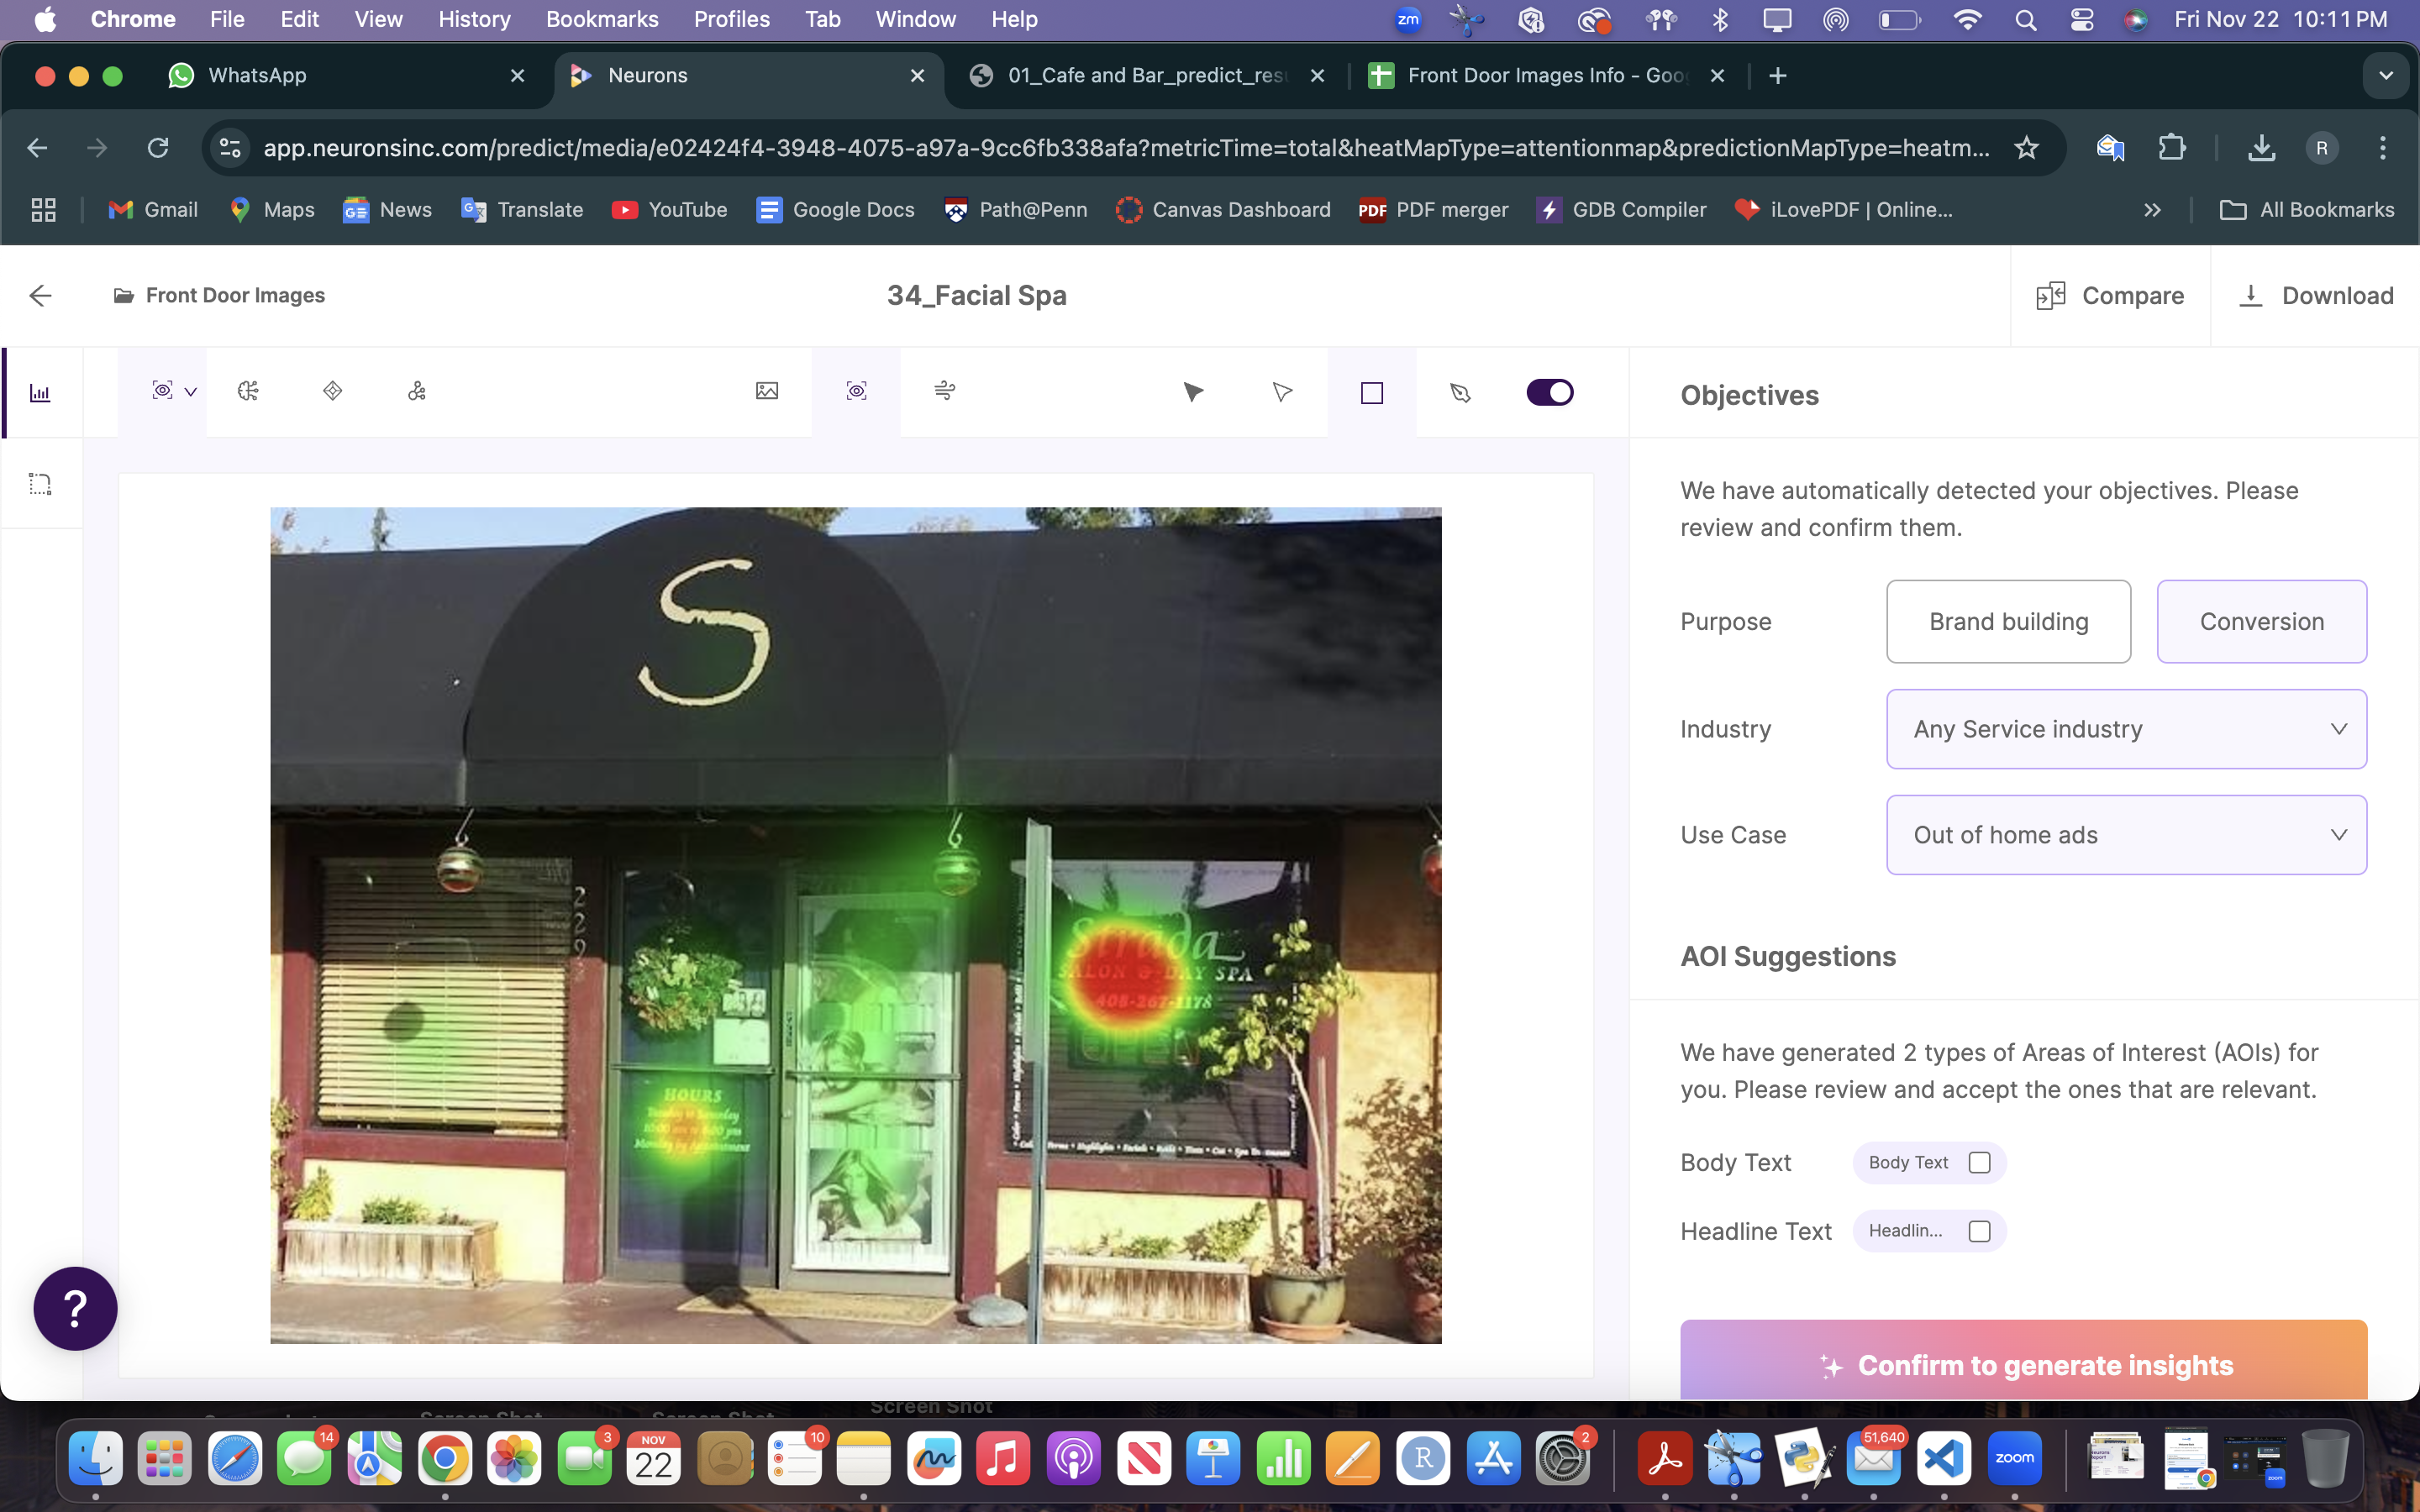 Chrome File Edit View History Bookmarks Profiles Tab Window Help
zm
Fri Nov 22 10:11 PM
WhatsApp
Neurons
01_Cafe and Bar_predict_resu
Front Door Images Info - Goo
app.neuronsinc.com/predict/media/e02424f4-3948-4075-a97a-9cc6fb338afa?metricTime=total&heatMapType=attentionmap&predictionMapType=heatm...
R
Gmail Maps News Translate YouTube Google Docs Path@Penn Canvas Dashboard PDF PDF merger GDB Compiler iLovePDF | Online... All Bookmarks
Front Door Images
34_Facial Spa
Compare
Download
Objectives
We have automatically detected your objectives. Please
review and confirm them.
Purpose
Brand building
Conversion
Industry
Any Service industry
Use Case
Out of home ads
AOI Suggestions
We have generated 2 types of Areas of Interest (AOIs) for
you. Please review and accept the ones that are relevant.
Body Text
Body Text
Headline Text
Headlin...
Confirm to generate insights
S
2293
Strada
SALON & DAY SPA
408-267-1178
HOURS
?
Screen Shot
14
3
NOV
22
10
2
51,640
zoom